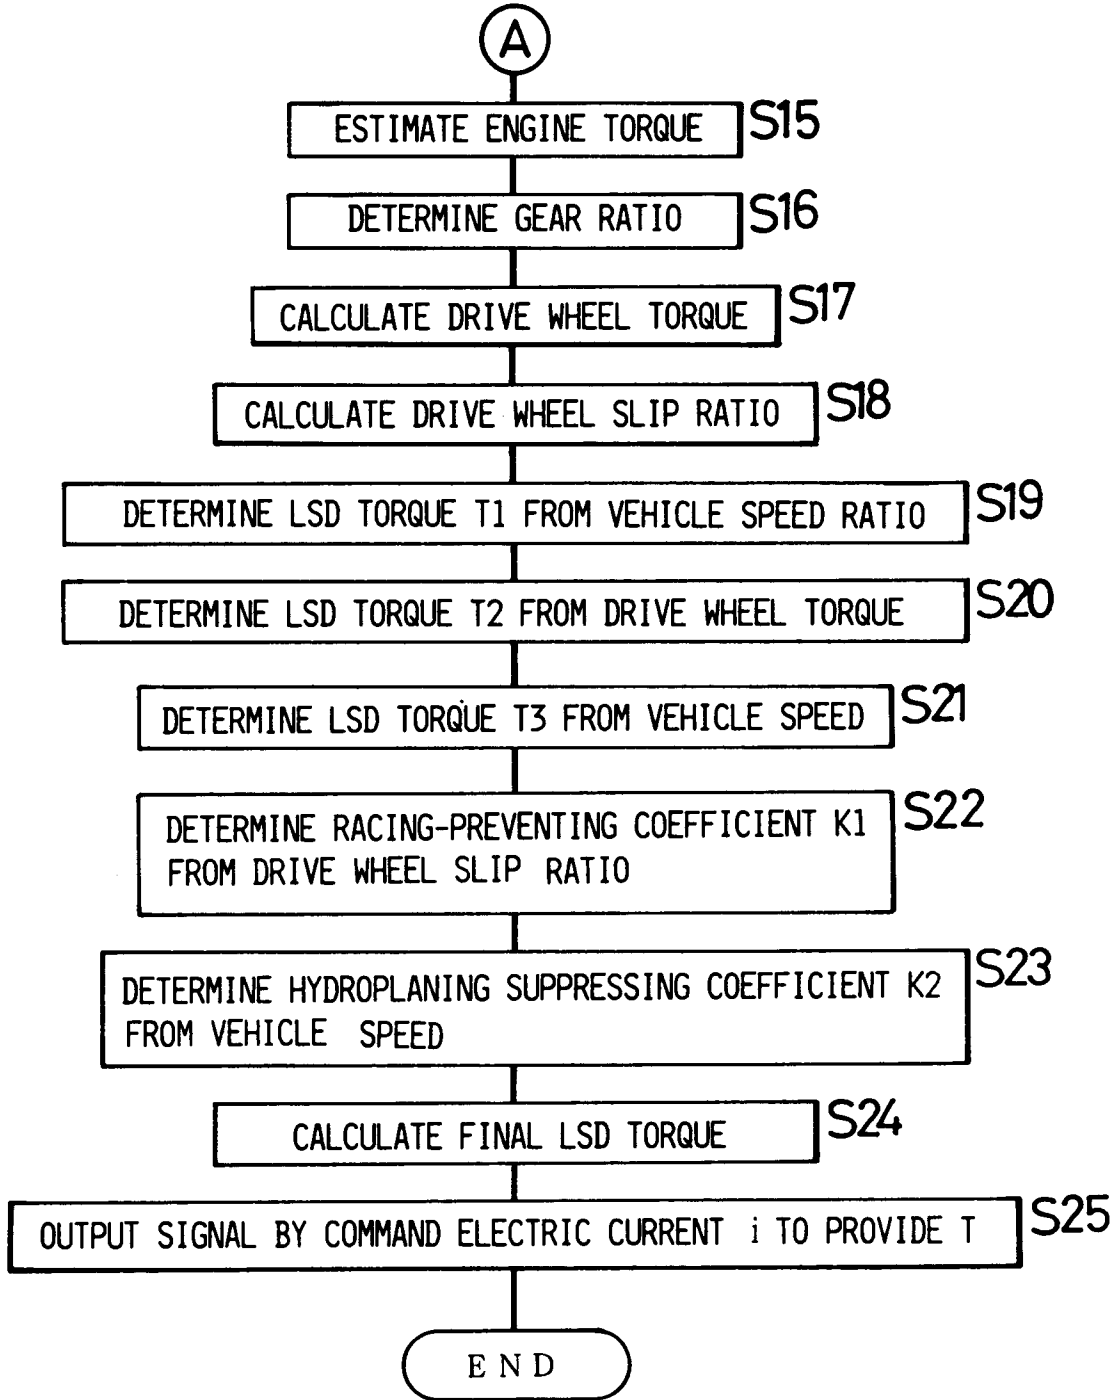 A
ESTIMATE ENGINE TORQUE S15
DETERMINE GEAR RATIO S16
CALCULATE DRIVE WHEEL TORQUE S17
CALCULATE DRIVE WHEEL SLIP RATIO S18
DETERMINE LSD TORQUE T1 FROM VEHICLE SPEED RATIO S19
DETERMINE LSD TORQUE T2 FROM DRIVE WHEEL TORQUE S20
DETERMINE LSD TORQUE T3 FROM VEHICLE SPEED S21
DETERMINE RACING-PREVENTING COEFFICIENT K1 S22
FROM DRIVE WHEEL SLIP RATIO
DETERMINE HYDROPLANING SUPPRESSING COEFFICIENT K2 S23
FROM VEHICLE SPEED
CALCULATE FINAL LSD TORQUE S24
OUTPUT SIGNAL BY COMMAND ELECTRIC CURRENT i TO PROVIDE T S25
END